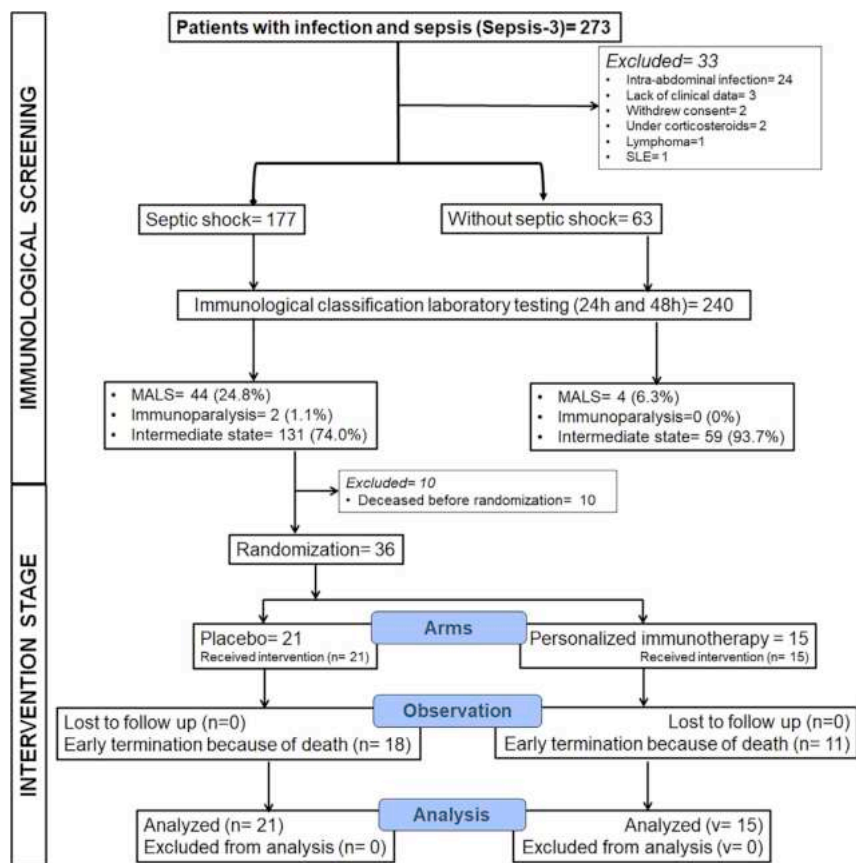 IMMUNOLOGICAL SCREENING
Patients with infection and sepsis (Sepsis-3)= 273
Excluded= 33
• Intra-abdominal infection= 24
• Lack of clinical data= 3
• Withdrew consent= 2
• Under corticosteroids= 2
• Lymphoma=1
• SLE= 1
Septic shock= 177
Without septic shock= 63
Immunological classification laboratory testing (24h and 48h)= 240
• MALS= 44 (24.8%)
• Immunoparalysis= 2 (1.1%)
• Intermediate state= 131 (74.0%)
• MALS= 4 (6.3%)
• Immunoparalysis=0 (0%)
• Intermediate state= 59 (93.7%)
INTERVENTION STAGE
Excluded= 10
• Deceased before randomization= 10
Randomization= 36
Arms
Placebo= 21
Received intervention (n= 21)
Personalized immunotherapy = 15
Received intervention (n= 15)
Observation
Lost to follow up (n=0)
Early termination because of death (n= 18)
Lost to follow up (n=0)
Early termination because of death (n= 11)
Analysis
Analyzed (n= 21)
Excluded from analysis (n= 0)
Analyzed (v= 15)
Excluded from analysis (v= 0)